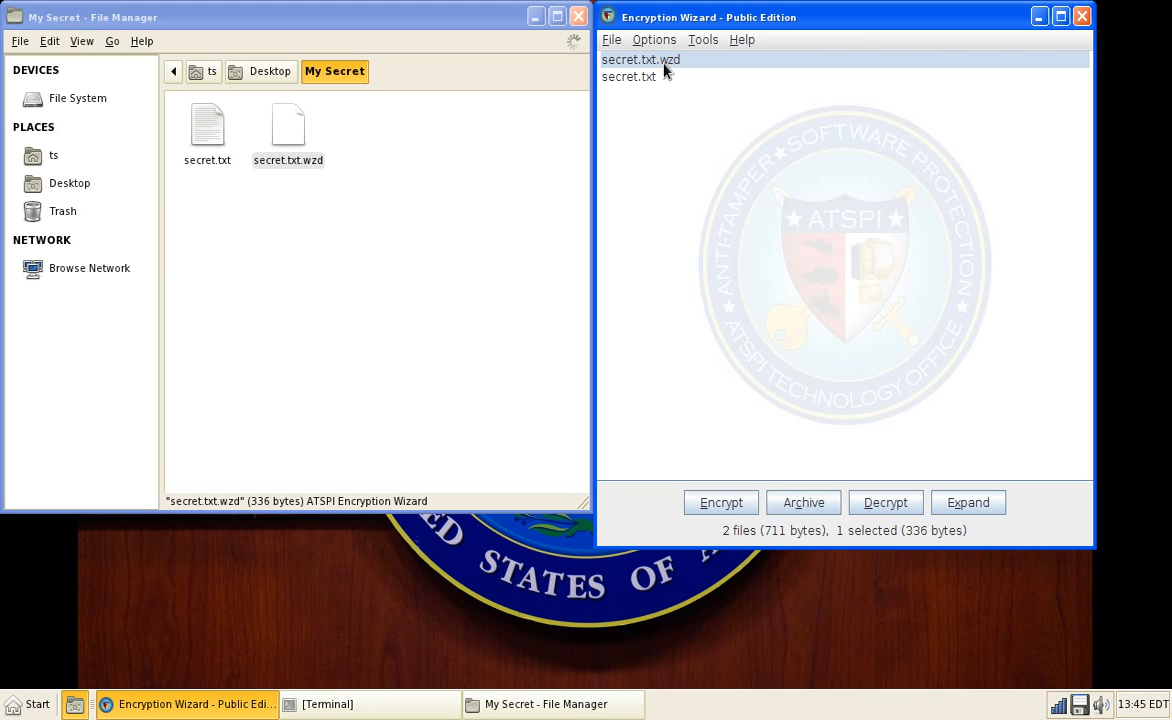 My Secret - File Manager
File Edit View Go Help
DEVICES
File System
PLACES
ts
Desktop
Trash
NETWORK
Browse Network
ts Desktop My Secret
secret.txt secret.txt.wzd
"secret.txt.wzd" (336 bytes) ATSPI Encryption Wizard
Encryption Wizard - Public Edition
File Options Tools Help
secret.txt.wzd
secret.txt
ANTI-TAMPER ★ SOFTWARE PROTECTION
★ ATSPI ★
★ ATSPI TECHNOLOGY OFFICE ★
Encrypt Archive Decrypt Expand
2 files (711 bytes), 1 selected (336 bytes)
STATES OF
Start Encryption Wizard - Public Edi... [Terminal] My Secret - File Manager 13:45 EDT